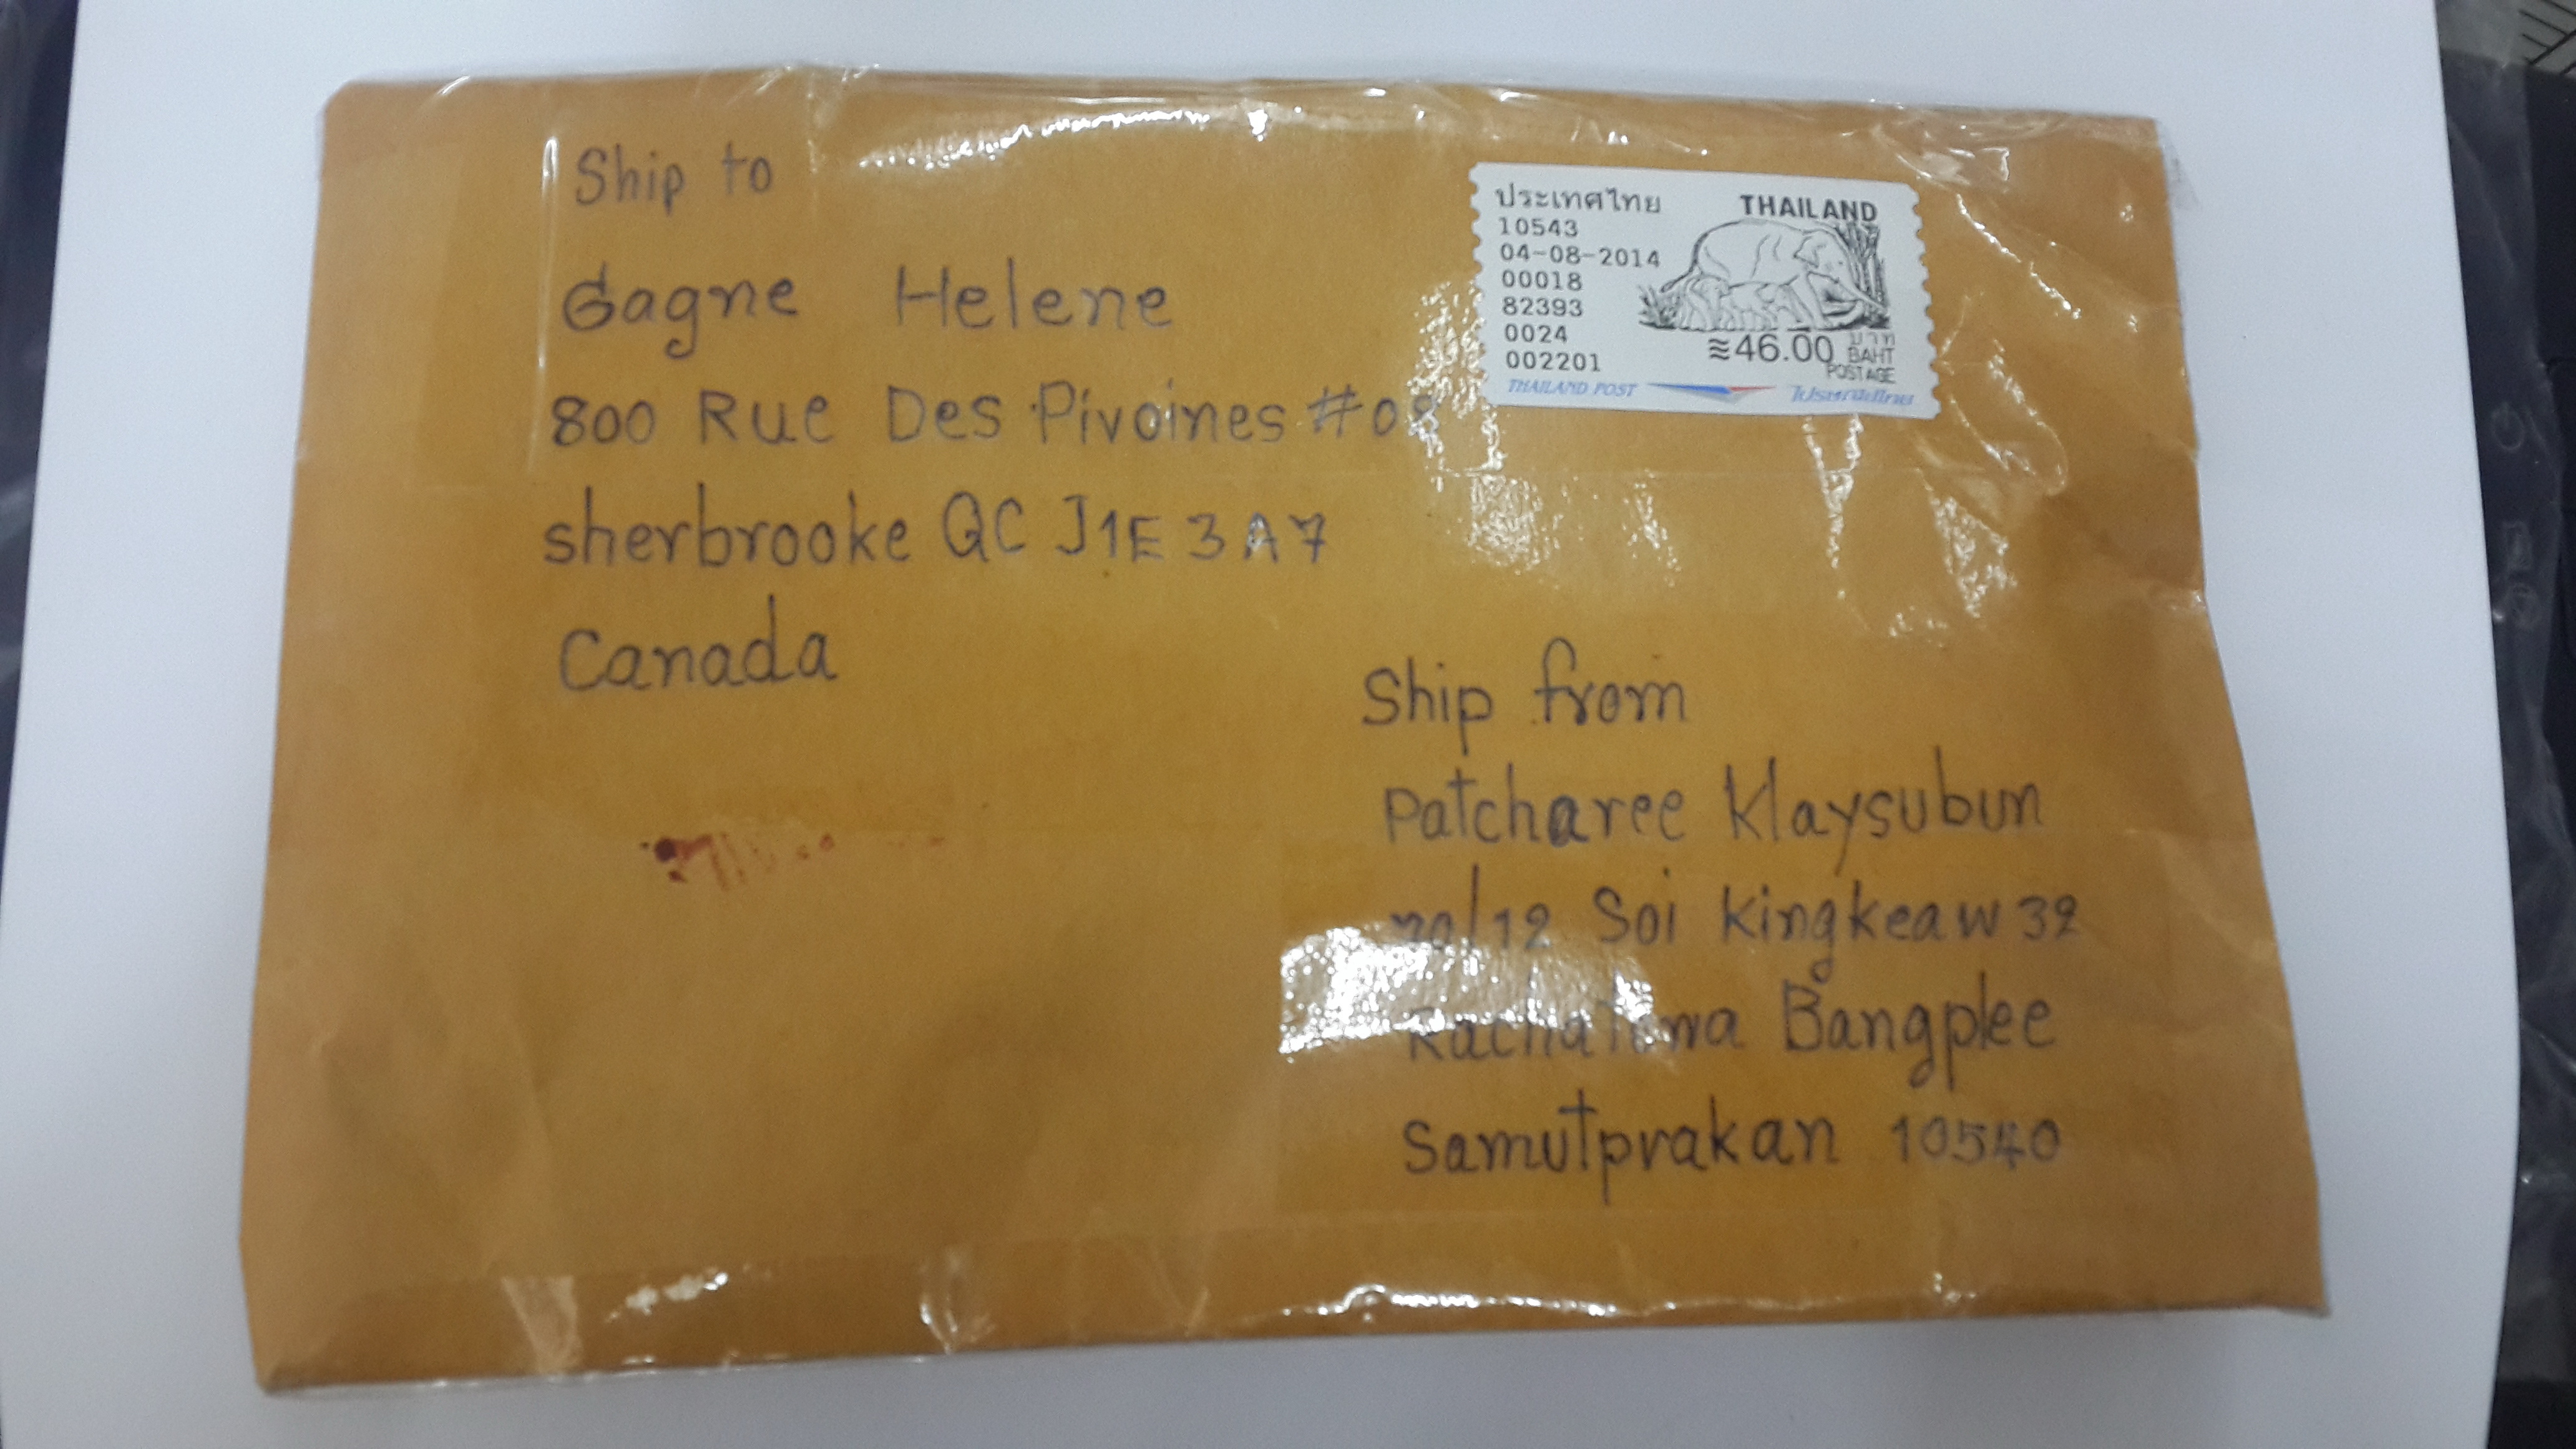 Ship to
Gagne Helene
800 Rue Des Pivoines #08
sherbrooke QC J1E 3A7
Canada
ประเทศไทย THAILAND
10543
04-08-2014
00018
82393
0024
002201
≋46.00 บาท BAHT
POSTAGE
THAILAND POST ไปรษณีย์ไทย
Ship from
Patcharee Klaysubun
70/12 Soi Kingkeaw 32
Bangplee
Samutprakan 10540